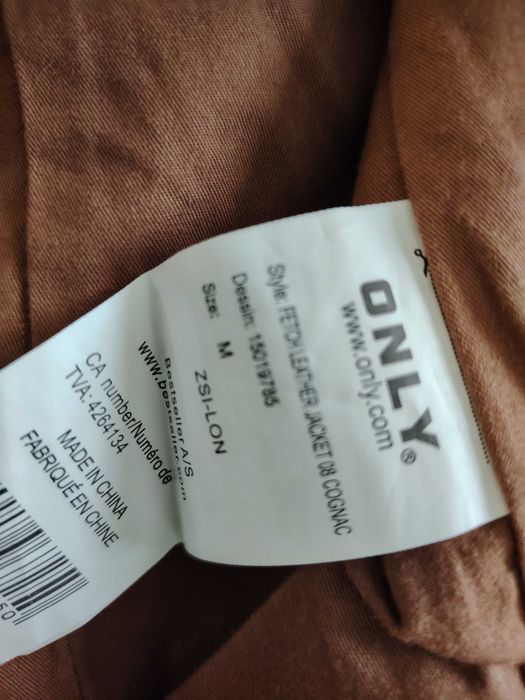 ONLY®
www.only.com
Style: FETCH LEATHER JACKET 08 COGNAC
Dessin: 15019785
Size: M
ZSI-LON
Bestseller A/S
www.bestseller.com
CA number/Numéro de
TVA: 4264134
MADE IN CHINA
FABRIQUÉ EN CHINE
50